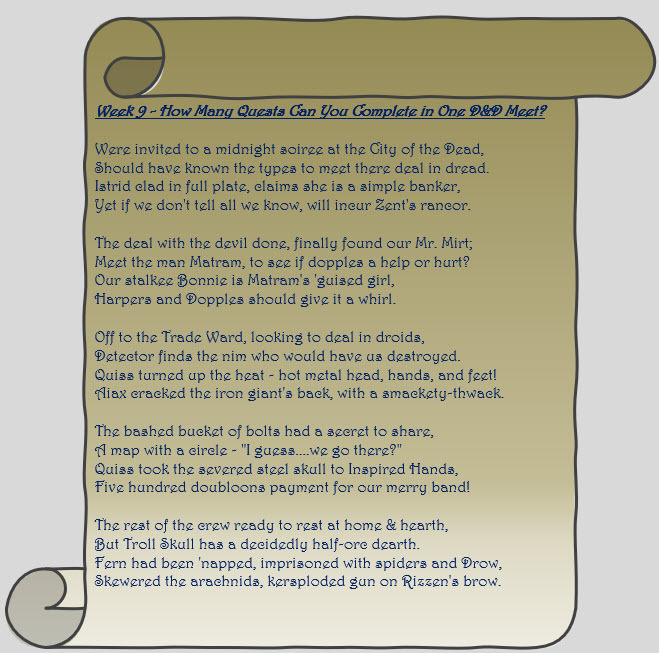 Week 9 - How Many Quests Can You Complete in One D&D Meet?
Were invited to a midnight soiree at the City of the Dead,
Should have known the types to meet there deal in dread.
Istrid clad in full plate, claims she is a simple banker,
Yet if we don't tell all we know, will incur Zent's rancor.
The deal with the devil done, finally found our Mr. Mirt;
Meet the man Matram, to see if dopples a help or hurt?
Our stalkee Bonnie is Matram's 'guised girl,
Harpers and Dopples should give it a whirl.
Off to the Trade Ward, looking to deal in droids,
Detector finds the nim who would have us destroyed.
Quiss turned up the heat - hot metal head, hands, and feet!
Aiax cracked the iron giant's back, with a smackety-thwack.
The bashed bucket of bolts had a secret to share,
A map with a circle - "I guess....we go there?"
Quiss took the severed steel skull to Inspired Hands,
Five hundred doubloons payment for our merry band!
The rest of the crew ready to rest at home & hearth,
But Troll Skull has a decidedly half-orc dearth.
Fern had been 'napped, imprisoned with spiders and Drow,
Skewered the arachnids, kersploded gun on Rizzen's brow.